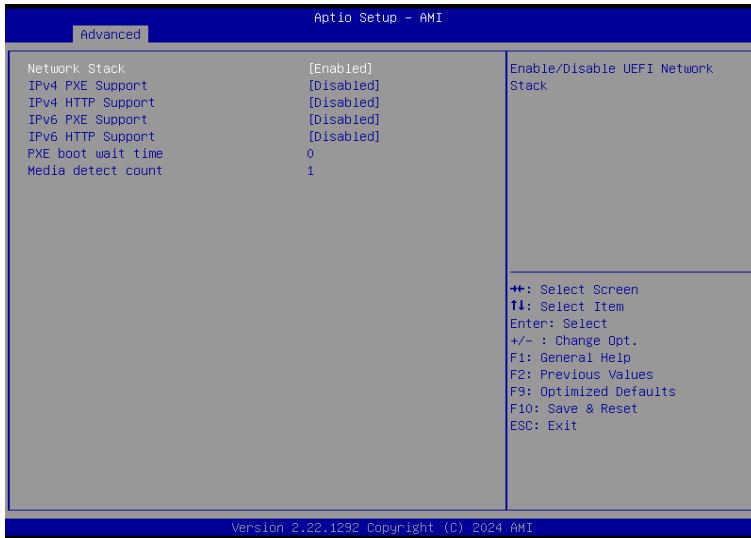 Aptio Setup – AMI
Advanced
Network Stack [Enabled]
IPv4 PXE Support [Disabled]
IPv4 HTTP Support [Disabled]
IPv6 PXE Support [Disabled]
IPv6 HTTP Support [Disabled]
PXE boot wait time 0
Media detect count 1
Enable/Disable UEFI Network
Stack
→←: Select Screen
↑↓: Select Item
Enter: Select
+/- : Change Opt.
F1: General Help
F2: Previous Values
F9: Optimized Defaults
F10: Save & Reset
ESC: Exit
Version 2.22.1292 Copyright (C) 2024 AMI